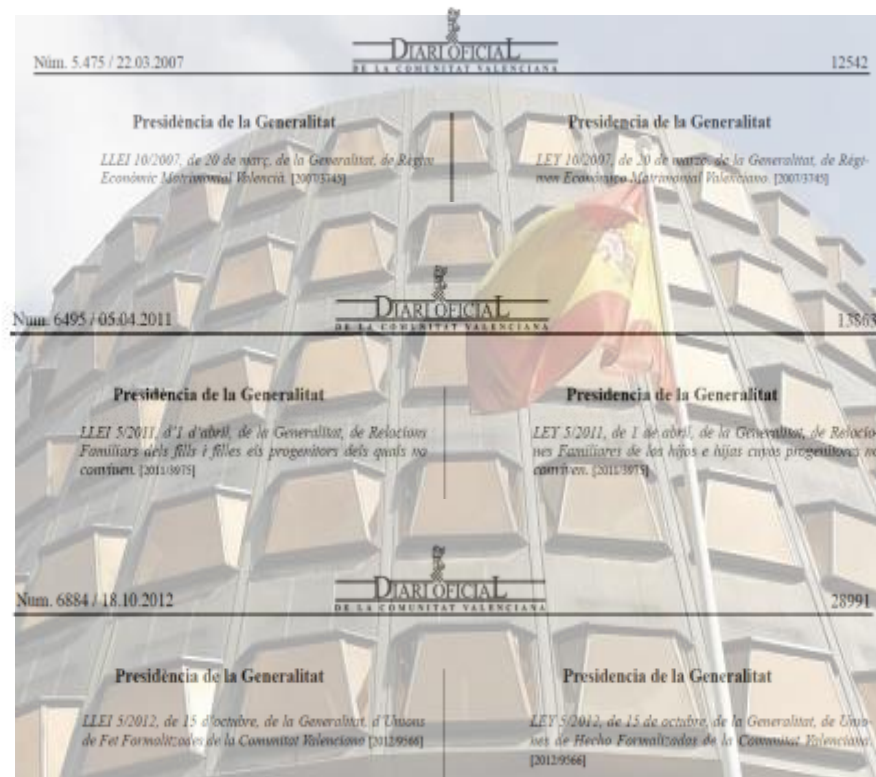 Núm. 5.475 / 22.03.2007
DIARI OFICIAL
DE LA COMUNITAT VALENCIANA
12542
Presidència de la Generalitat
LLEI 10/2007, de 20 de març, de la Generalitat, de Règim
Econòmic Matrimonial Valencià. [2007/3745]
Presidencia de la Generalitat
LEY 10/2007, de 20 de marzo, de la Generalitat, de Régi-
men Económico Matrimonial Valenciano. [2007/3745]
Num. 6495 / 05.04.2011
DIARI OFICIAL
DE LA COMUNITAT VALENCIANA
13863
Presidència de la Generalitat
LLEI 5/2011, d'1 d'abril, de la Generalitat, de Relacions
Familiars dels fills i filles els progenitors dels quals no
conviuen. [2011/3975]
Presidencia de la Generalitat
LEY 5/2011, de 1 de abril, de la Generalitat, de Relacio-
nes Familiares de los hijos e hijas cuyos progenitores no
conviven. [2011/3975]
Num. 6884 / 18.10.2012
DIARI OFICIAL
DE LA COMUNITAT VALENCIANA
28991
Presidència de la Generalitat
LLEI 5/2012, de 15 d'octubre, de la Generalitat, d'Unions
de Fet Formalitzades de la Comunitat Valenciana [2012/9566]
Presidencia de la Generalitat
LEY 5/2012, de 15 de octubre, de la Generalitat, de Unio-
nes de Hecho Formalizadas de la Comunitat Valenciana.
[2012/9566]